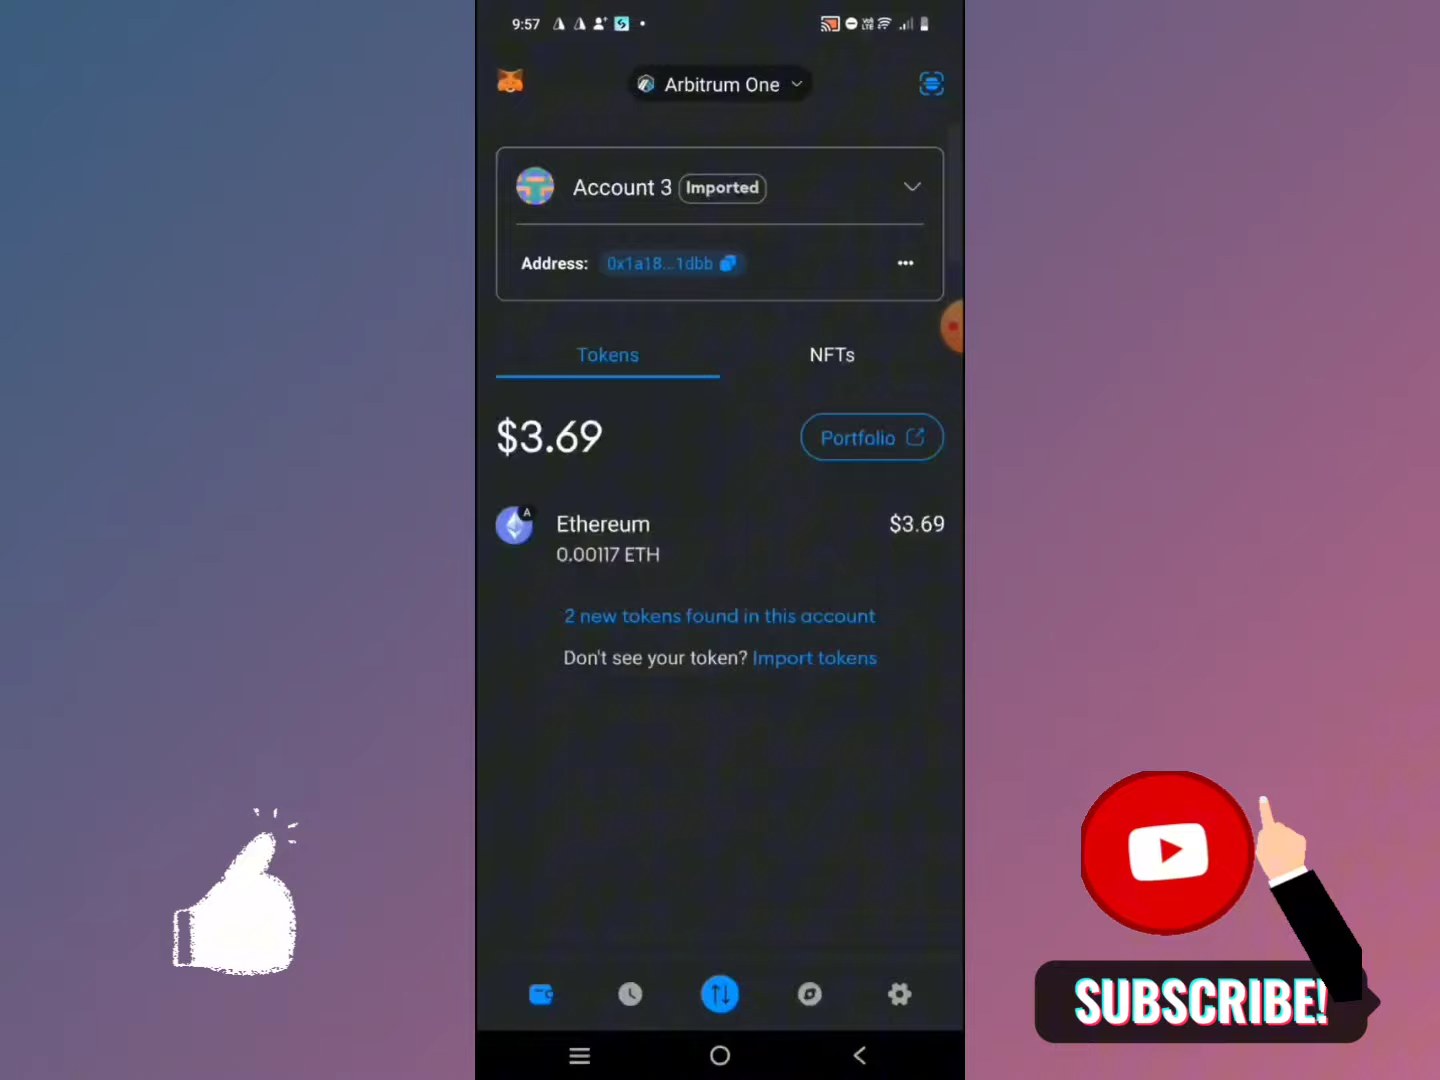 9:57
Arbitrum One
Account 3 Imported
Address: 0x1a18...1dbb
Tokens NFTs
$3.69 Portfolio
Ethereum $3.69
0.00117 ETH
2 new tokens found in this account
Don't see your token? Import tokens
SUBSCRIBE!